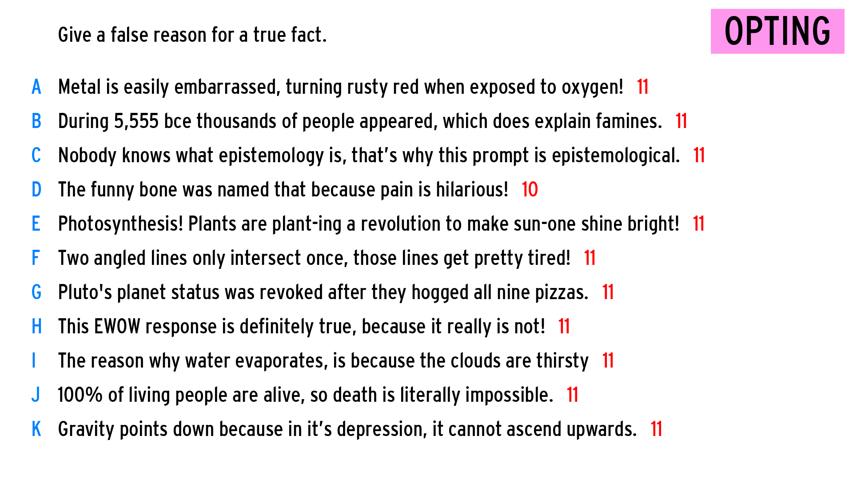 Give a false reason for a true fact.
OPTING
A Metal is easily embarrassed, turning rusty red when exposed to oxygen! 11
B During 5,555 bce thousands of people appeared, which does explain famines. 11
C Nobody knows what epistemology is, that's why this prompt is epistemological. 11
D The funny bone was named that because pain is hilarious! 10
E Photosynthesis! Plants are plant-ing a revolution to make sun-one shine bright! 11
F Two angled lines only intersect once, those lines get pretty tired! 11
G Pluto's planet status was revoked after they hogged all nine pizzas. 11
H This EWOW response is definitely true, because it really is not! 11
I The reason why water evaporates, is because the clouds are thirsty 11
J 100% of living people are alive, so death is literally impossible. 11
K Gravity points down because in it's depression, it cannot ascend upwards. 11